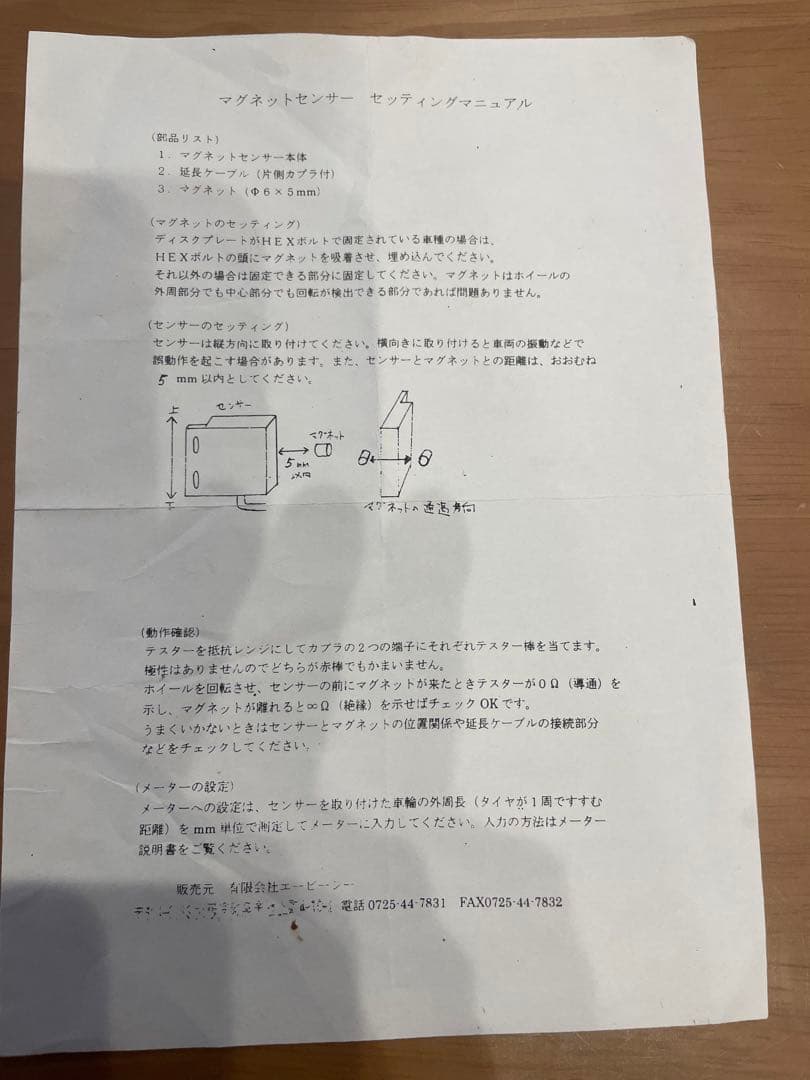 マグネットセンサー　セッティングマニュアル
(部品リスト)
１．マグネットセンサー本体
２．延長ケーブル（片側カプラ付）
３．マグネット（Φ６×５mm）
(マグネットのセッティング)
ディスクプレートがＨＥＸボルトで固定されている車種の場合は、
ＨＥＸボルトの頭にマグネットを吸着させ、埋め込んでください。
それ以外の場合は固定できる部分に固定してください。マグネットはホイールの
外周部分でも中心部分でも回転が検出できる部分であれば問題ありません。
(センサーのセッティング)
センサーは縦方向に取り付けてください。横向きに取り付けると車両の振動などで
誤動作を起こす場合があります。また、センサーとマグネットとの距離は、おおむね
5 mm以内としてください。
上
センサー
マグネット
5mm
以内
下
マグネットの通過方向
(動作確認)
テスターを抵抗レンジにしてカプラの２つの端子にそれぞれテスター棒を当てます。
極性はありませんのでどちらが赤棒でもかまいません。
ホイールを回転させ、センサーの前にマグネットが来たときテスターが０Ω（導通）を
示し、マグネットが離れると∞Ω（絶縁）を示せばチェックOKです。
うまくいかないときはセンサーとマグネットの位置関係や延長ケーブルの接続部分
などをチェックしてください。
(メーターの設定)
メーターへの設定は、センサーを取り付けた車輪の外周長（タイヤが１周ですすむ
距離）をmm単位で測定してメーターに入力してください。入力の方法はメーター
説明書をご覧ください。
販売元　有限会社エービーシー
電話0725-44-7831　FAX0725-44-7832